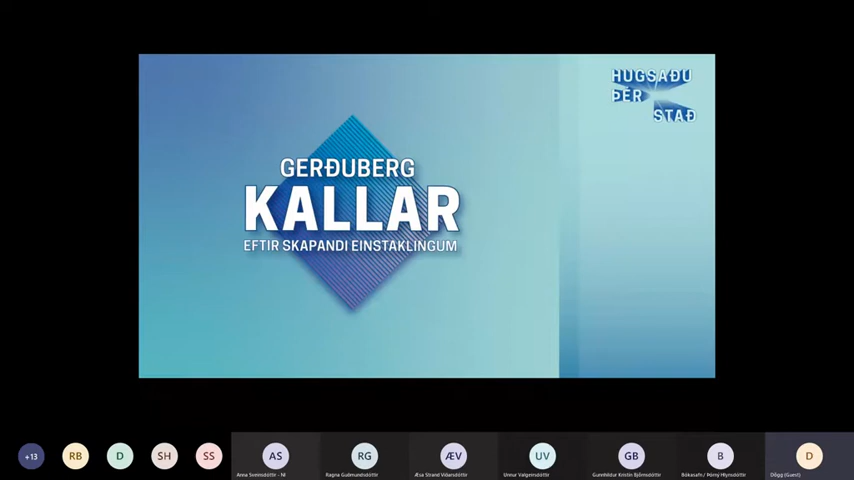 HUGSAÐU
ÞÉR
STAÐ
GERÐUBERG
KALLAR
EFTIR SKAPANDI EINSTAKLINGUM
+13
RB
D
SH
SS
AS
RG
ÆV
UV
GB
B
D
Anna Sveinsdóttir - NI
Ragna Guðmundsdóttir
Æsa Strand Viðarsdóttir
Unnur Valgeirsdóttir
Gunnhildur Kristín Björnsdóttir
Bókasafn / Þórny Hlynsdóttir
Dögg (Guest)